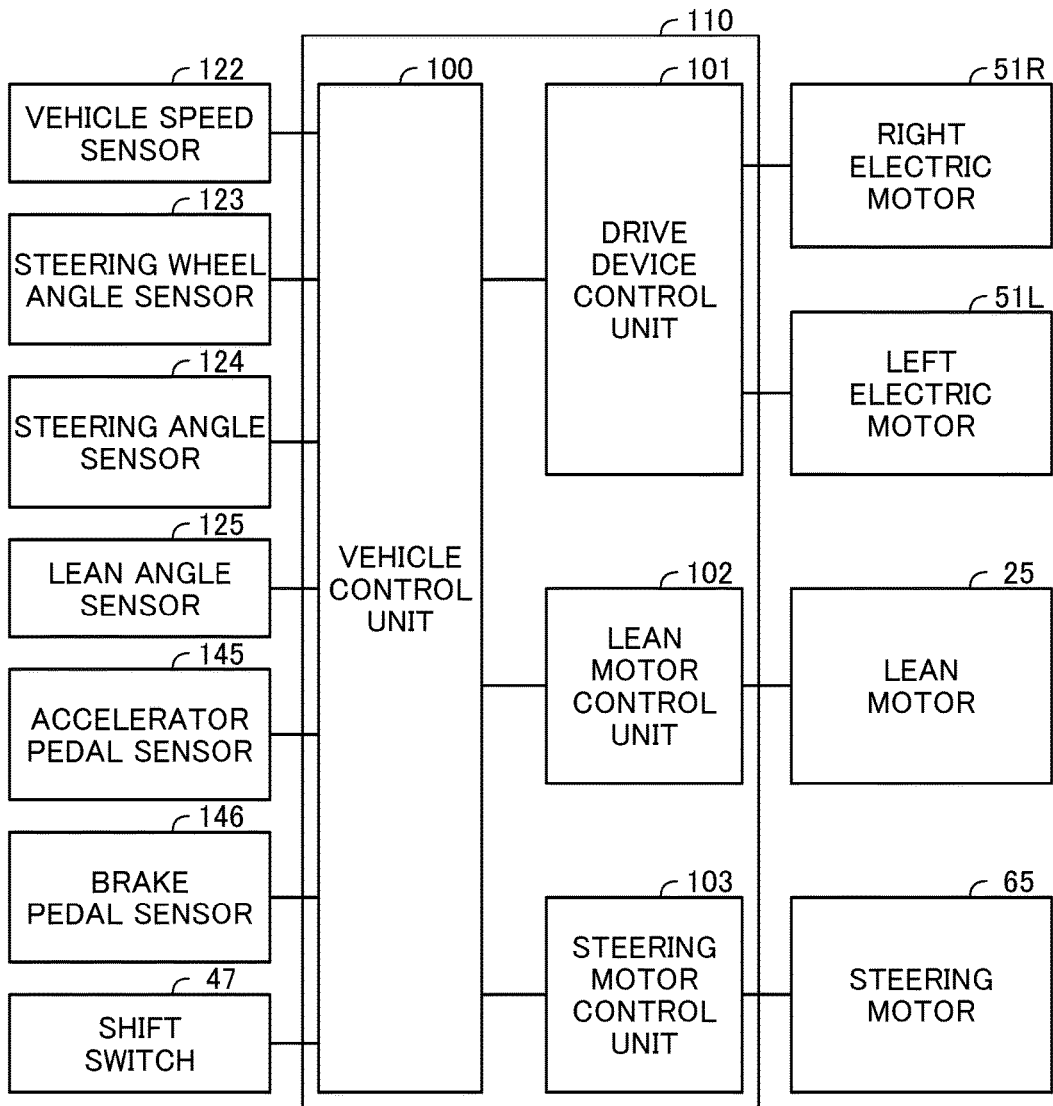 110
122
VEHICLE SPEED
SENSOR
123
STEERING WHEEL
ANGLE SENSOR
124
STEERING ANGLE
SENSOR
125
LEAN ANGLE
SENSOR
145
ACCELERATOR
PEDAL SENSOR
146
BRAKE
PEDAL SENSOR
47
SHIFT
SWITCH
100
VEHICLE
CONTROL
UNIT
101
DRIVE
DEVICE
CONTROL
UNIT
102
LEAN
MOTOR
CONTROL
UNIT
103
STEERING
MOTOR
CONTROL
UNIT
51R
RIGHT
ELECTRIC
MOTOR
51L
LEFT
ELECTRIC
MOTOR
25
LEAN
MOTOR
65
STEERING
MOTOR